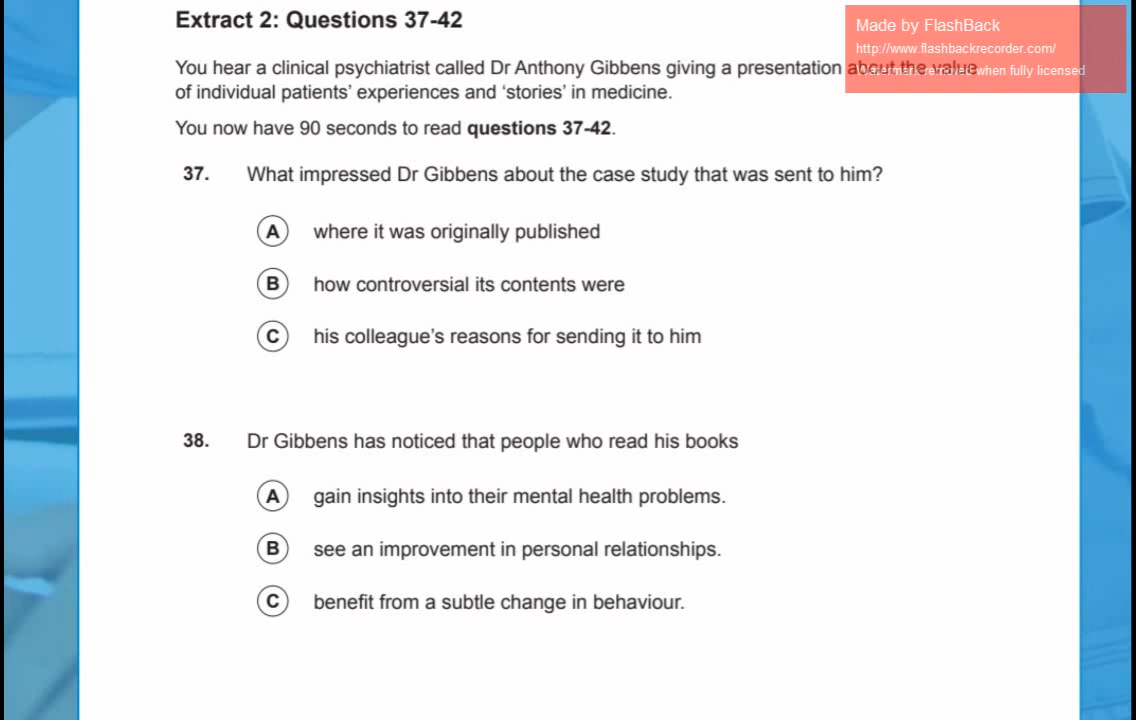 Extract 2: Questions 37-42
Made by FlashBack
http://www.flashbackrecorder.com/
Watermark removed when fully licensed
You hear a clinical psychiatrist called Dr Anthony Gibbens giving a presentation about the value
of individual patients' experiences and 'stories' in medicine.
You now have 90 seconds to read questions 37-42.
37. What impressed Dr Gibbens about the case study that was sent to him?
A where it was originally published
B how controversial its contents were
C his colleague's reasons for sending it to him
38. Dr Gibbens has noticed that people who read his books
A gain insights into their mental health problems.
B see an improvement in personal relationships.
C benefit from a subtle change in behaviour.